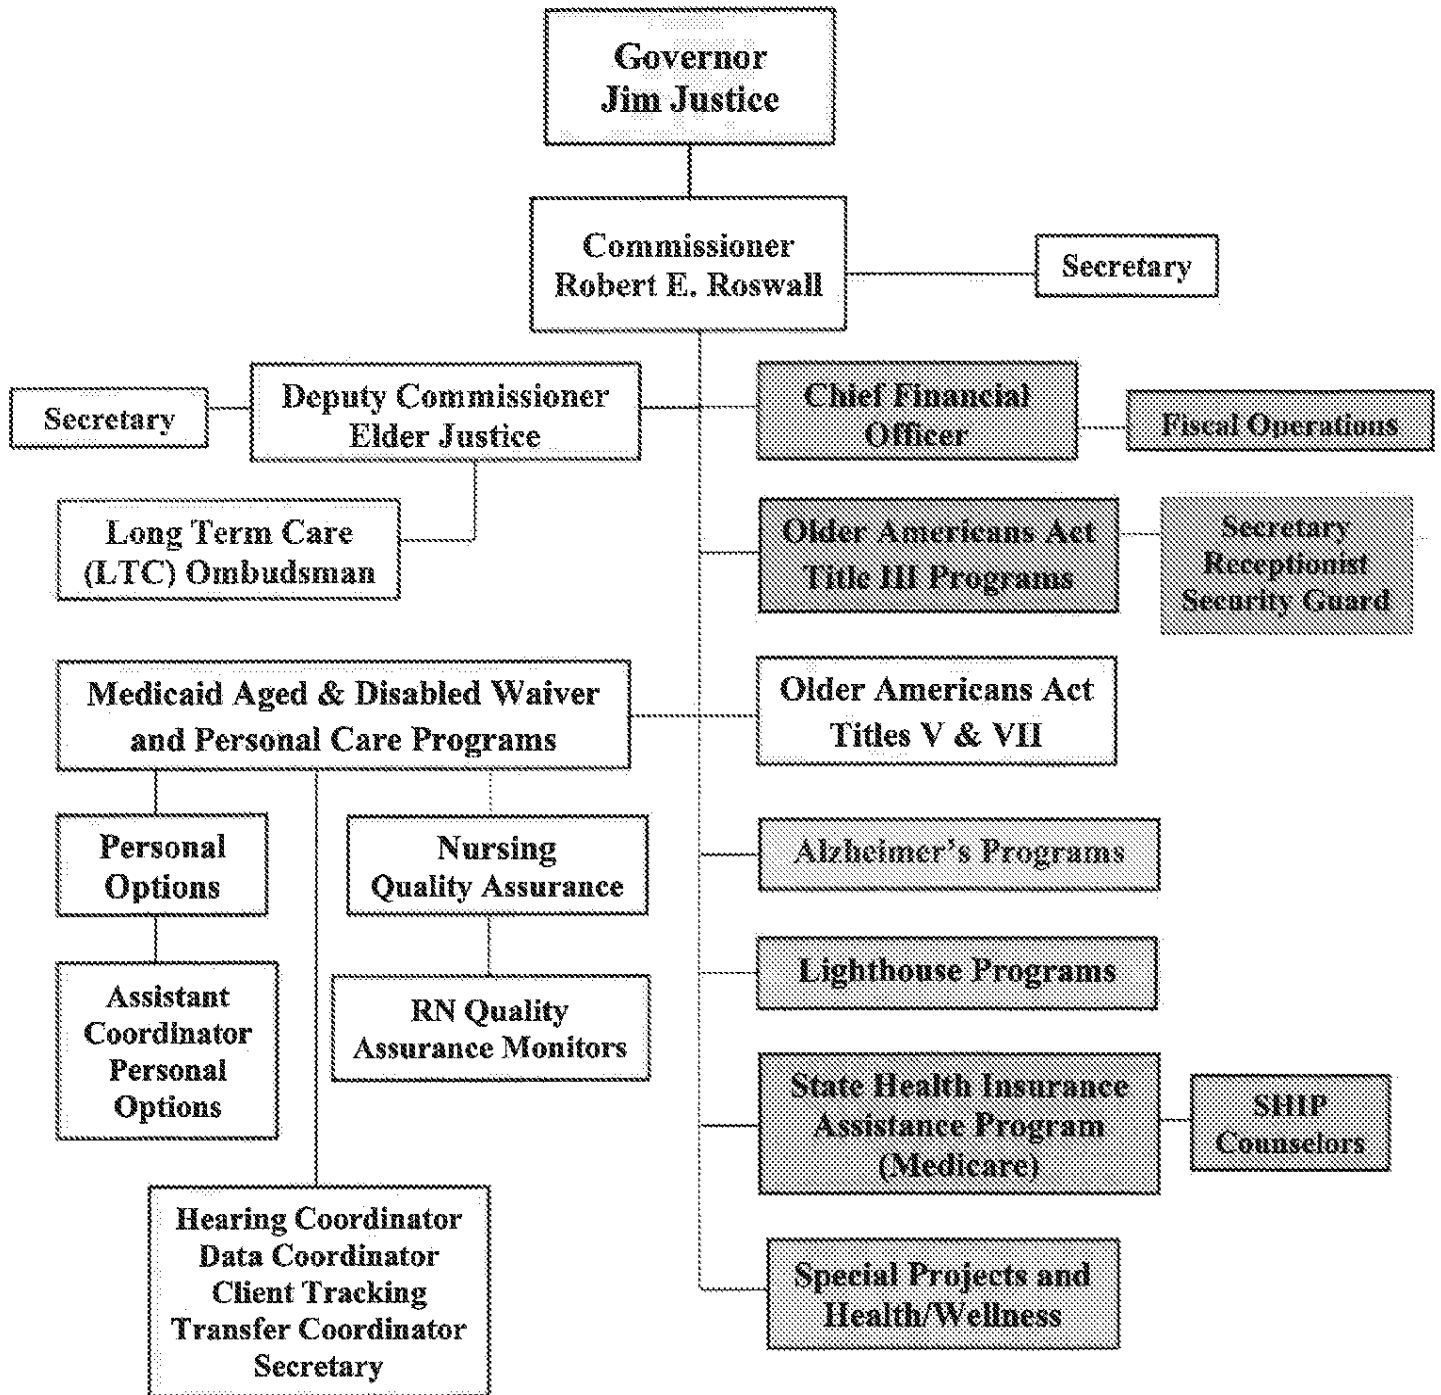 Governor
Jim Justice
Commissioner
Robert E. Roswall
Secretary
Secretary
Deputy Commissioner
Elder Justice
Chief Financial
Officer
Fiscal Operations
Long Term Care
(LTC) Ombudsman
Older Americans Act
Title III Programs
Secretary
Receptionist
Security Guard
Medicaid Aged & Disabled Waiver
and Personal Care Programs
Older Americans Act
Titles V & VII
Personal
Options
Nursing
Quality Assurance
Alzheimer's Programs
Assistant
Coordinator
Personal
Options
RN Quality
Assurance Monitors
Lighthouse Programs
State Health Insurance
Assistance Program
(Medicare)
SHIP
Counselors
Hearing Coordinator
Data Coordinator
Client Tracking
Transfer Coordinator
Secretary
Special Projects and
Health/Wellness